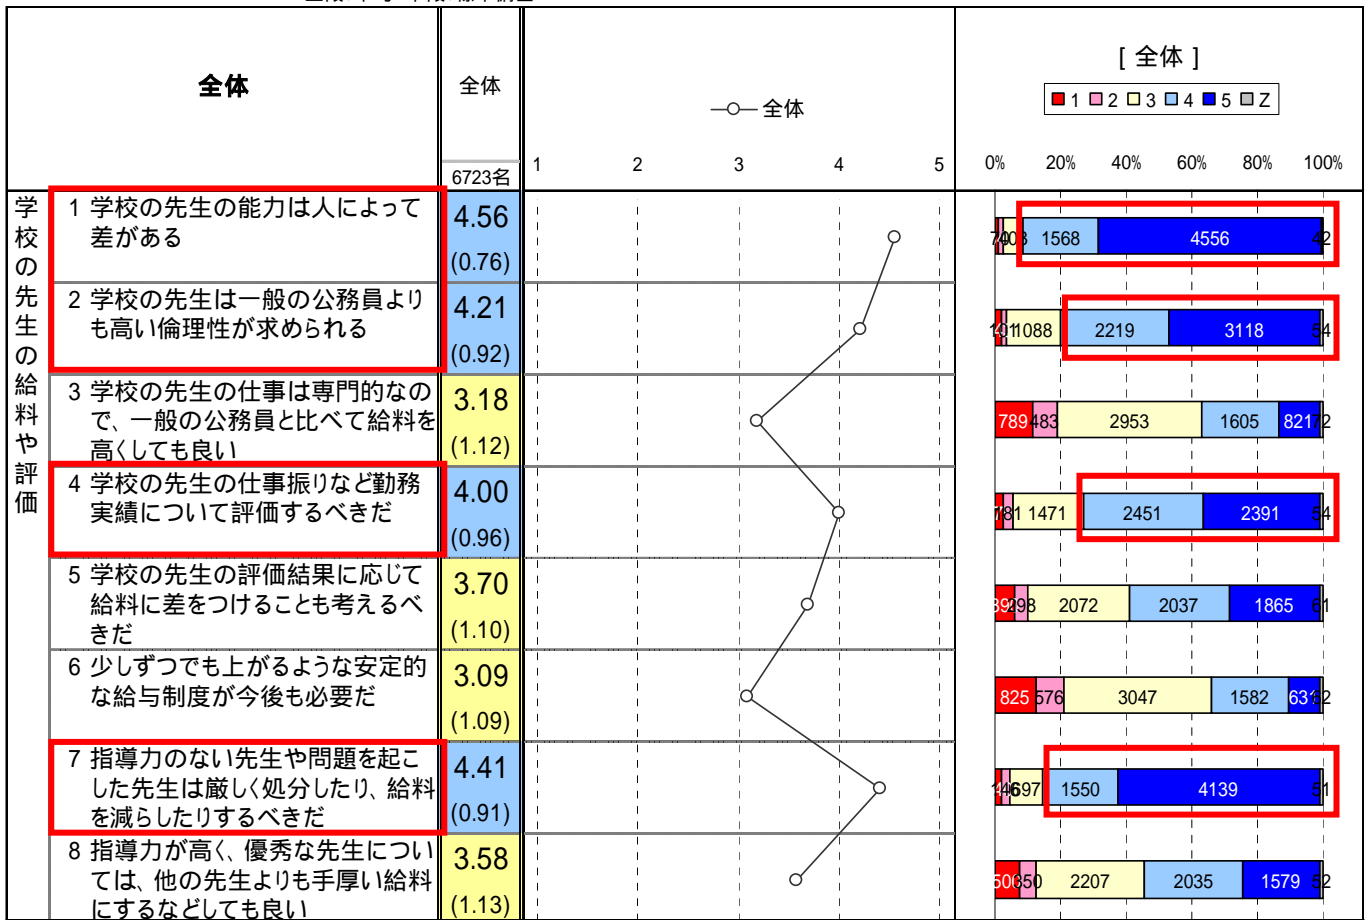 全体
全体
6723名
全体
1 2 3 4 5
[ 全体 ]
1 2 3 4 5 Z
0% 20% 40% 60% 80% 100%
学校の先生の給料や評価
1 学校の先生の能力は人によって
差がある
4.56
(0.76)
1568 4556 42
2 学校の先生は一般の公務員より
も高い倫理性が求められる
4.21
(0.92)
1088 2219 3118 54
3 学校の先生の仕事は専門的なの
で、一般の公務員と比べて給料を
高くしても良い
3.18
(1.12)
789 483 2953 1605 821 72
4 学校の先生の仕事振りなど勤務
実績について評価するべきだ
4.00
(0.96)
1471 2451 2391 54
5 学校の先生の評価結果に応じて
給料に差をつけることも考えるべ
きだ
3.70
(1.10)
298 2072 2037 1865 61
6 少しずつでも上がるような安定的
な給与制度が今後も必要だ
3.09
(1.09)
825 576 3047 1582 631 62
7 指導力のない先生や問題を起こ
した先生は厳しく処分したり、給料
を減らしたりするべきだ
4.41
(0.91)
697 1550 4139 51
8 指導力が高く、優秀な先生につい
ては、他の先生よりも手厚い給料
にするなどしても良い
3.58
(1.13)
500 350 2207 2035 1579 52